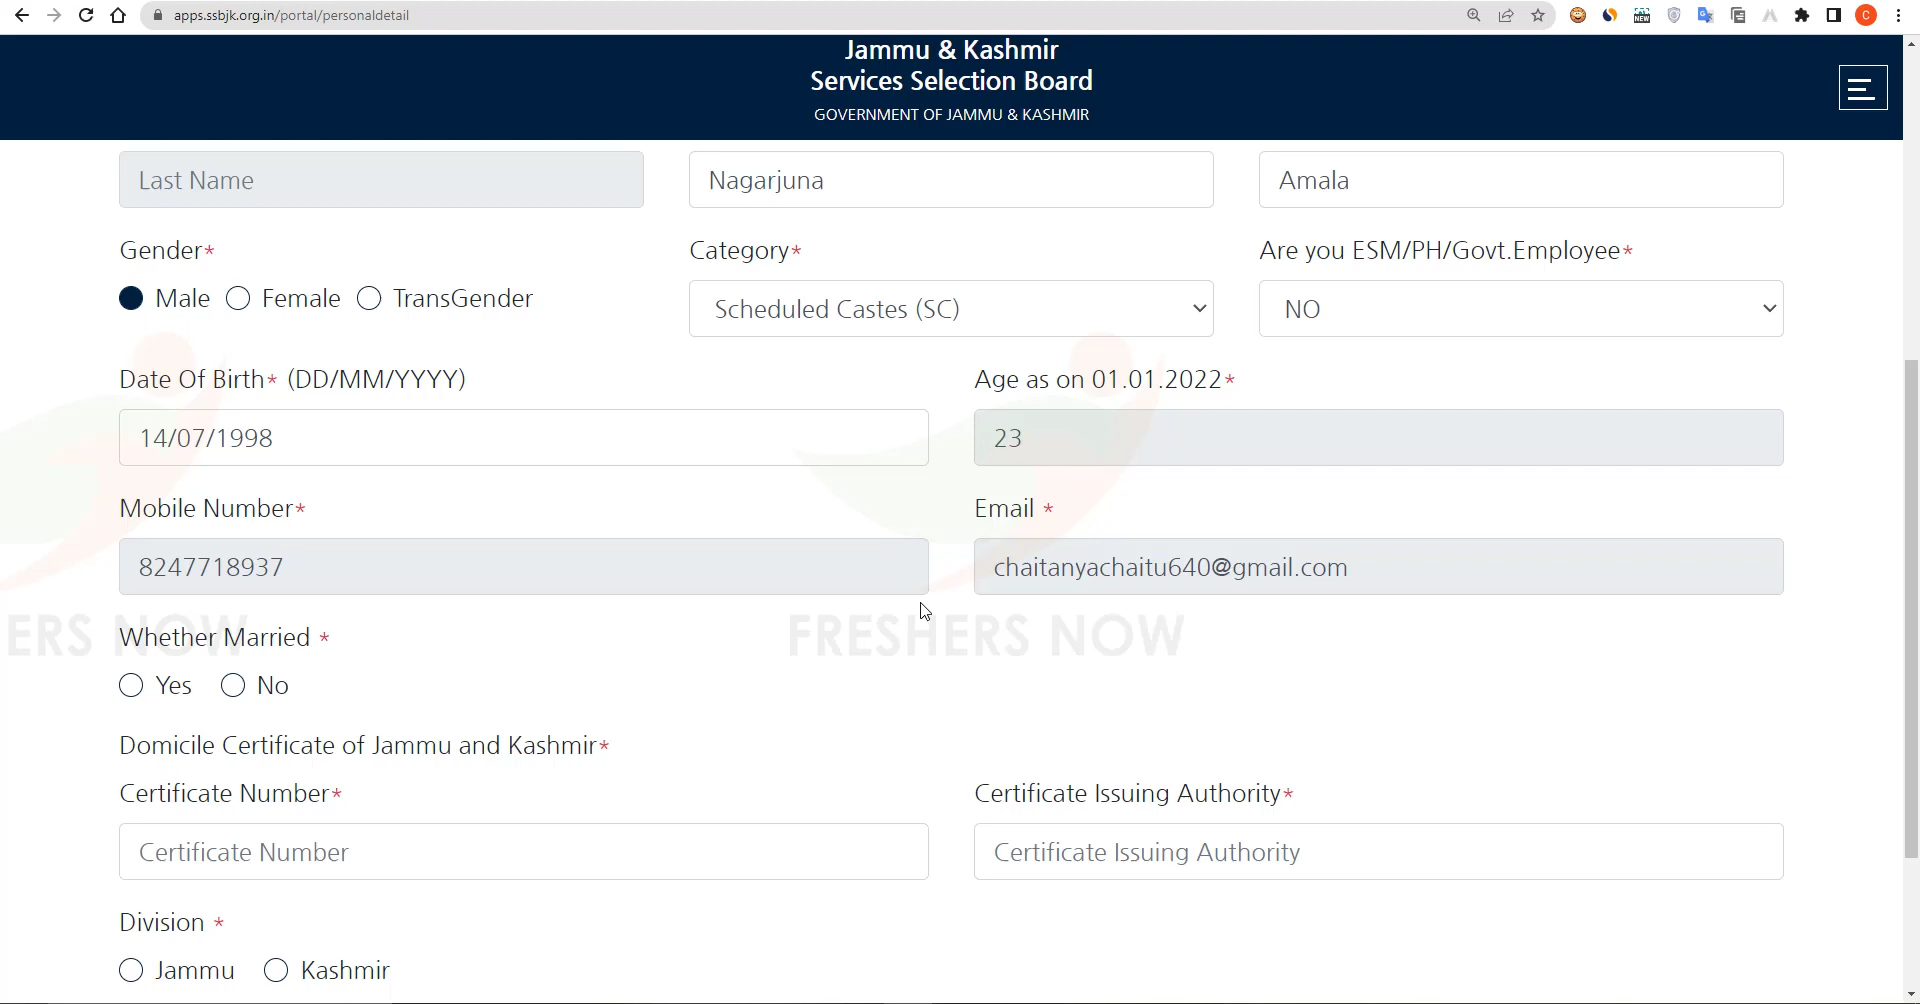 apps.ssbjk.org.in/portal/personaldetail
NEW
C
Jammu & Kashmir
Services Selection Board
GOVERNMENT OF JAMMU & KASHMIR
Last Name
Nagarjuna
Amala
Gender*
Category*
Are you ESM/PH/Govt.Employee*
Male Female TransGender
Scheduled Castes (SC)
NO
Date Of Birth* (DD/MM/YYYY)
Age as on 01.01.2022*
14/07/1998
23
Mobile Number*
Email *
8247718937
chaitanyachaitu640@gmail.com
ERS NOW
FRESHERS NOW
Whether Married *
Yes No
Domicile Certificate of Jammu and Kashmir*
Certificate Number*
Certificate Issuing Authority*
Certificate Number
Certificate Issuing Authority
Division *
Jammu Kashmir